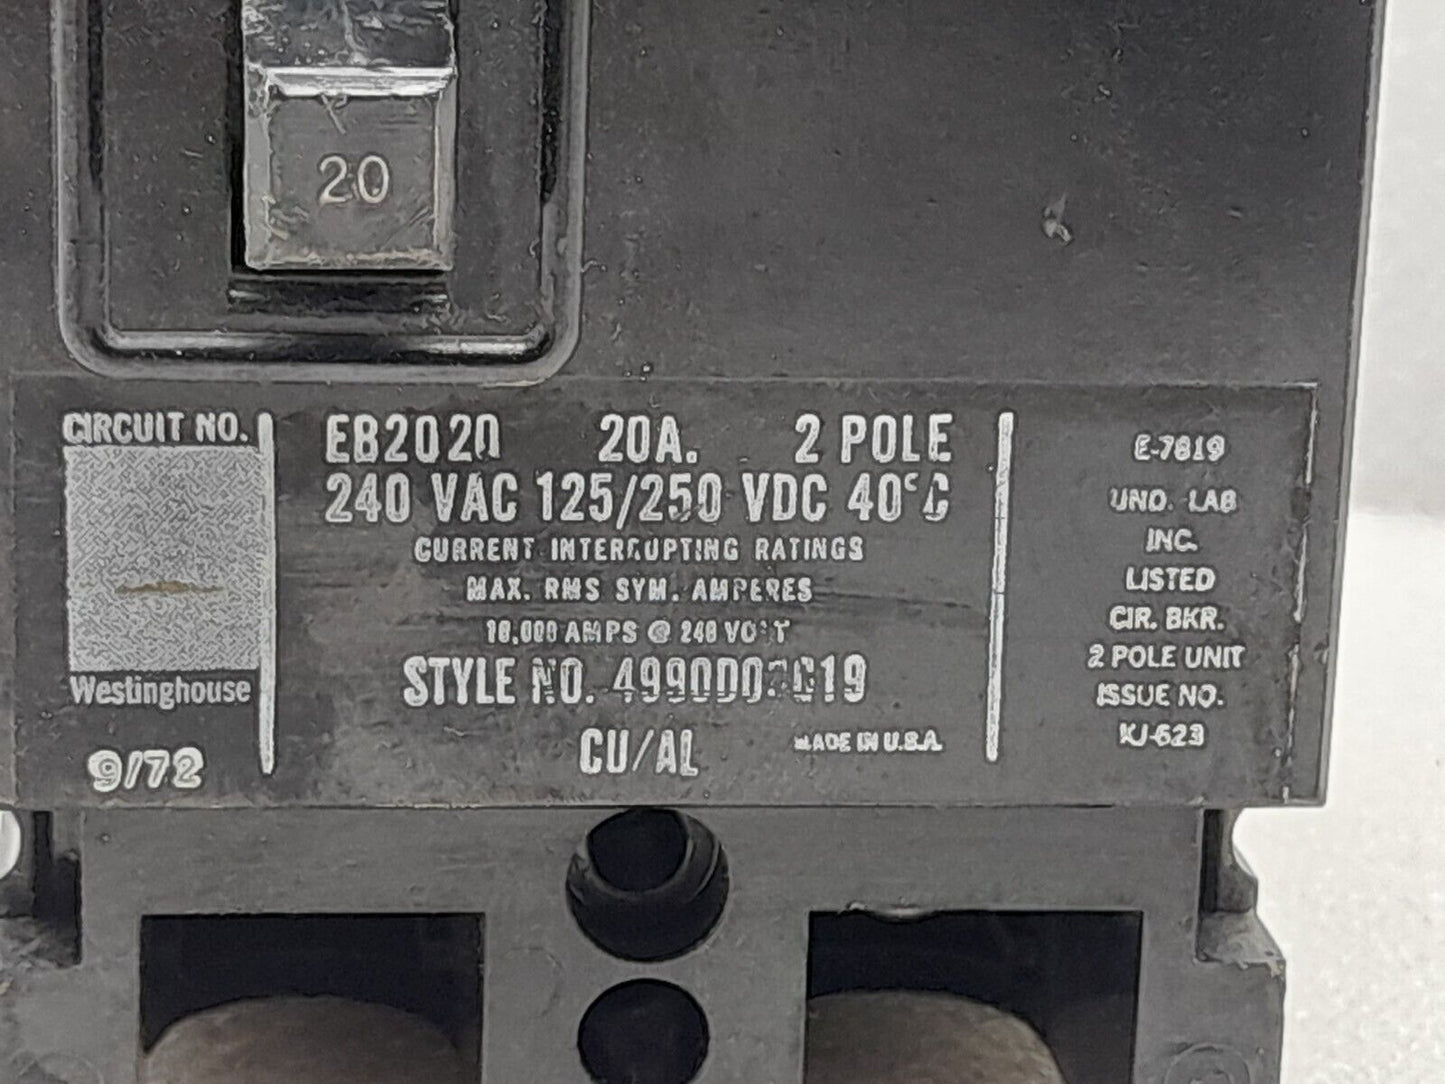 20
CIRCUIT NO.
Westinghouse
9/72
EB2020 20A. 2 POLE
240 VAC 125/250 VDC 40°C
CURRENT INTERRUPTING RATINGS
MAX. RMS SYM. AMPERES
10,000 AMPS @ 240 VOLT
STYLE NO.
CU/AL MADE IN U.S.A.
E-7819
UND. LAB
INC.
LISTED
CIR. BKR.
2 POLE UNIT
ISSUE NO.
KJ-623